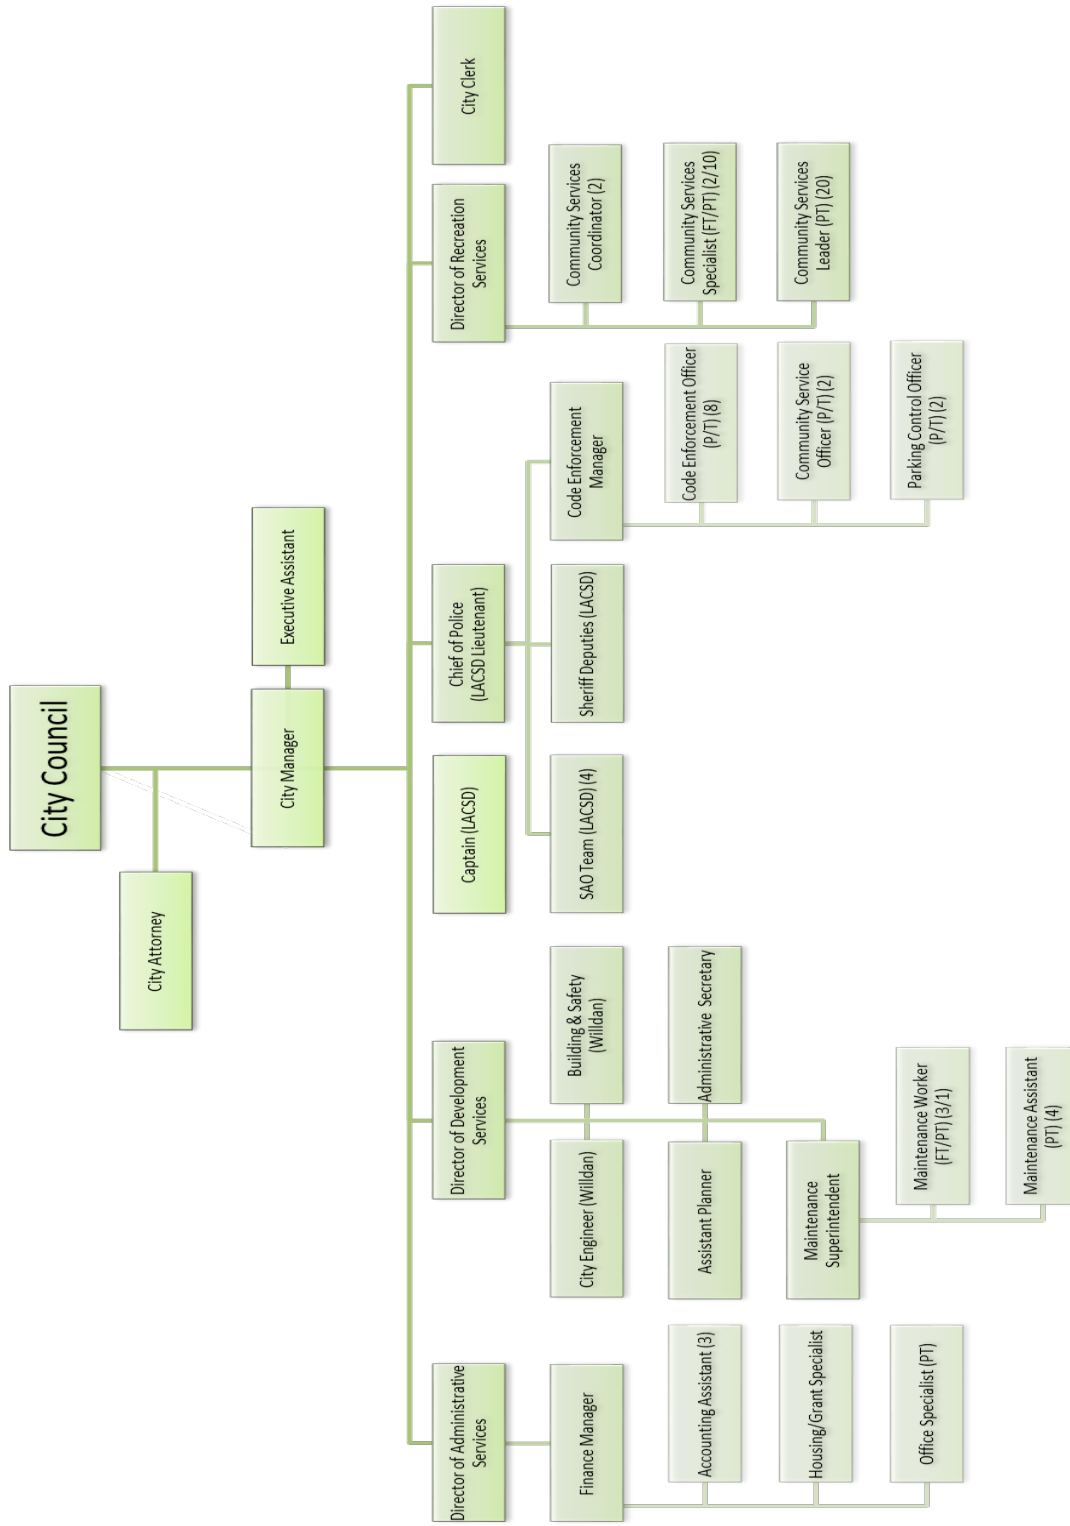 City Council
City Attorney
City Manager
Executive Assistant
Director of Administrative
Services
Director of Development
Services
Captain (LACSD)
Chief of Police
(LACSD Lieutenant)
Director of Recreation
Services
City Clerk
Finance Manager
Accounting Assistant (3)
Housing/Grant Specialist
Office Specialist (PT)
City Engineer (Willdan)
Building & Safety
(Willdan)
Assistant Planner
Administrative Secretary
Maintenance
Superintendent
Maintenance Worker
(FT/PT) (3/1)
Maintenance Assistant
(PT) (4)
SAO Team (LACSD) (4)
Sheriff Deputies (LACSD)
Code Enforcement
Manager
Code Enforcement Officer
(P/T) (8)
Community Service
Officer (P/T) (2)
Parking Control Officer
(P/T) (2)
Community Services
Coordinator (2)
Community Services
Specialist (FT/PT) (2/10)
Community Services
Leader (PT) (20)